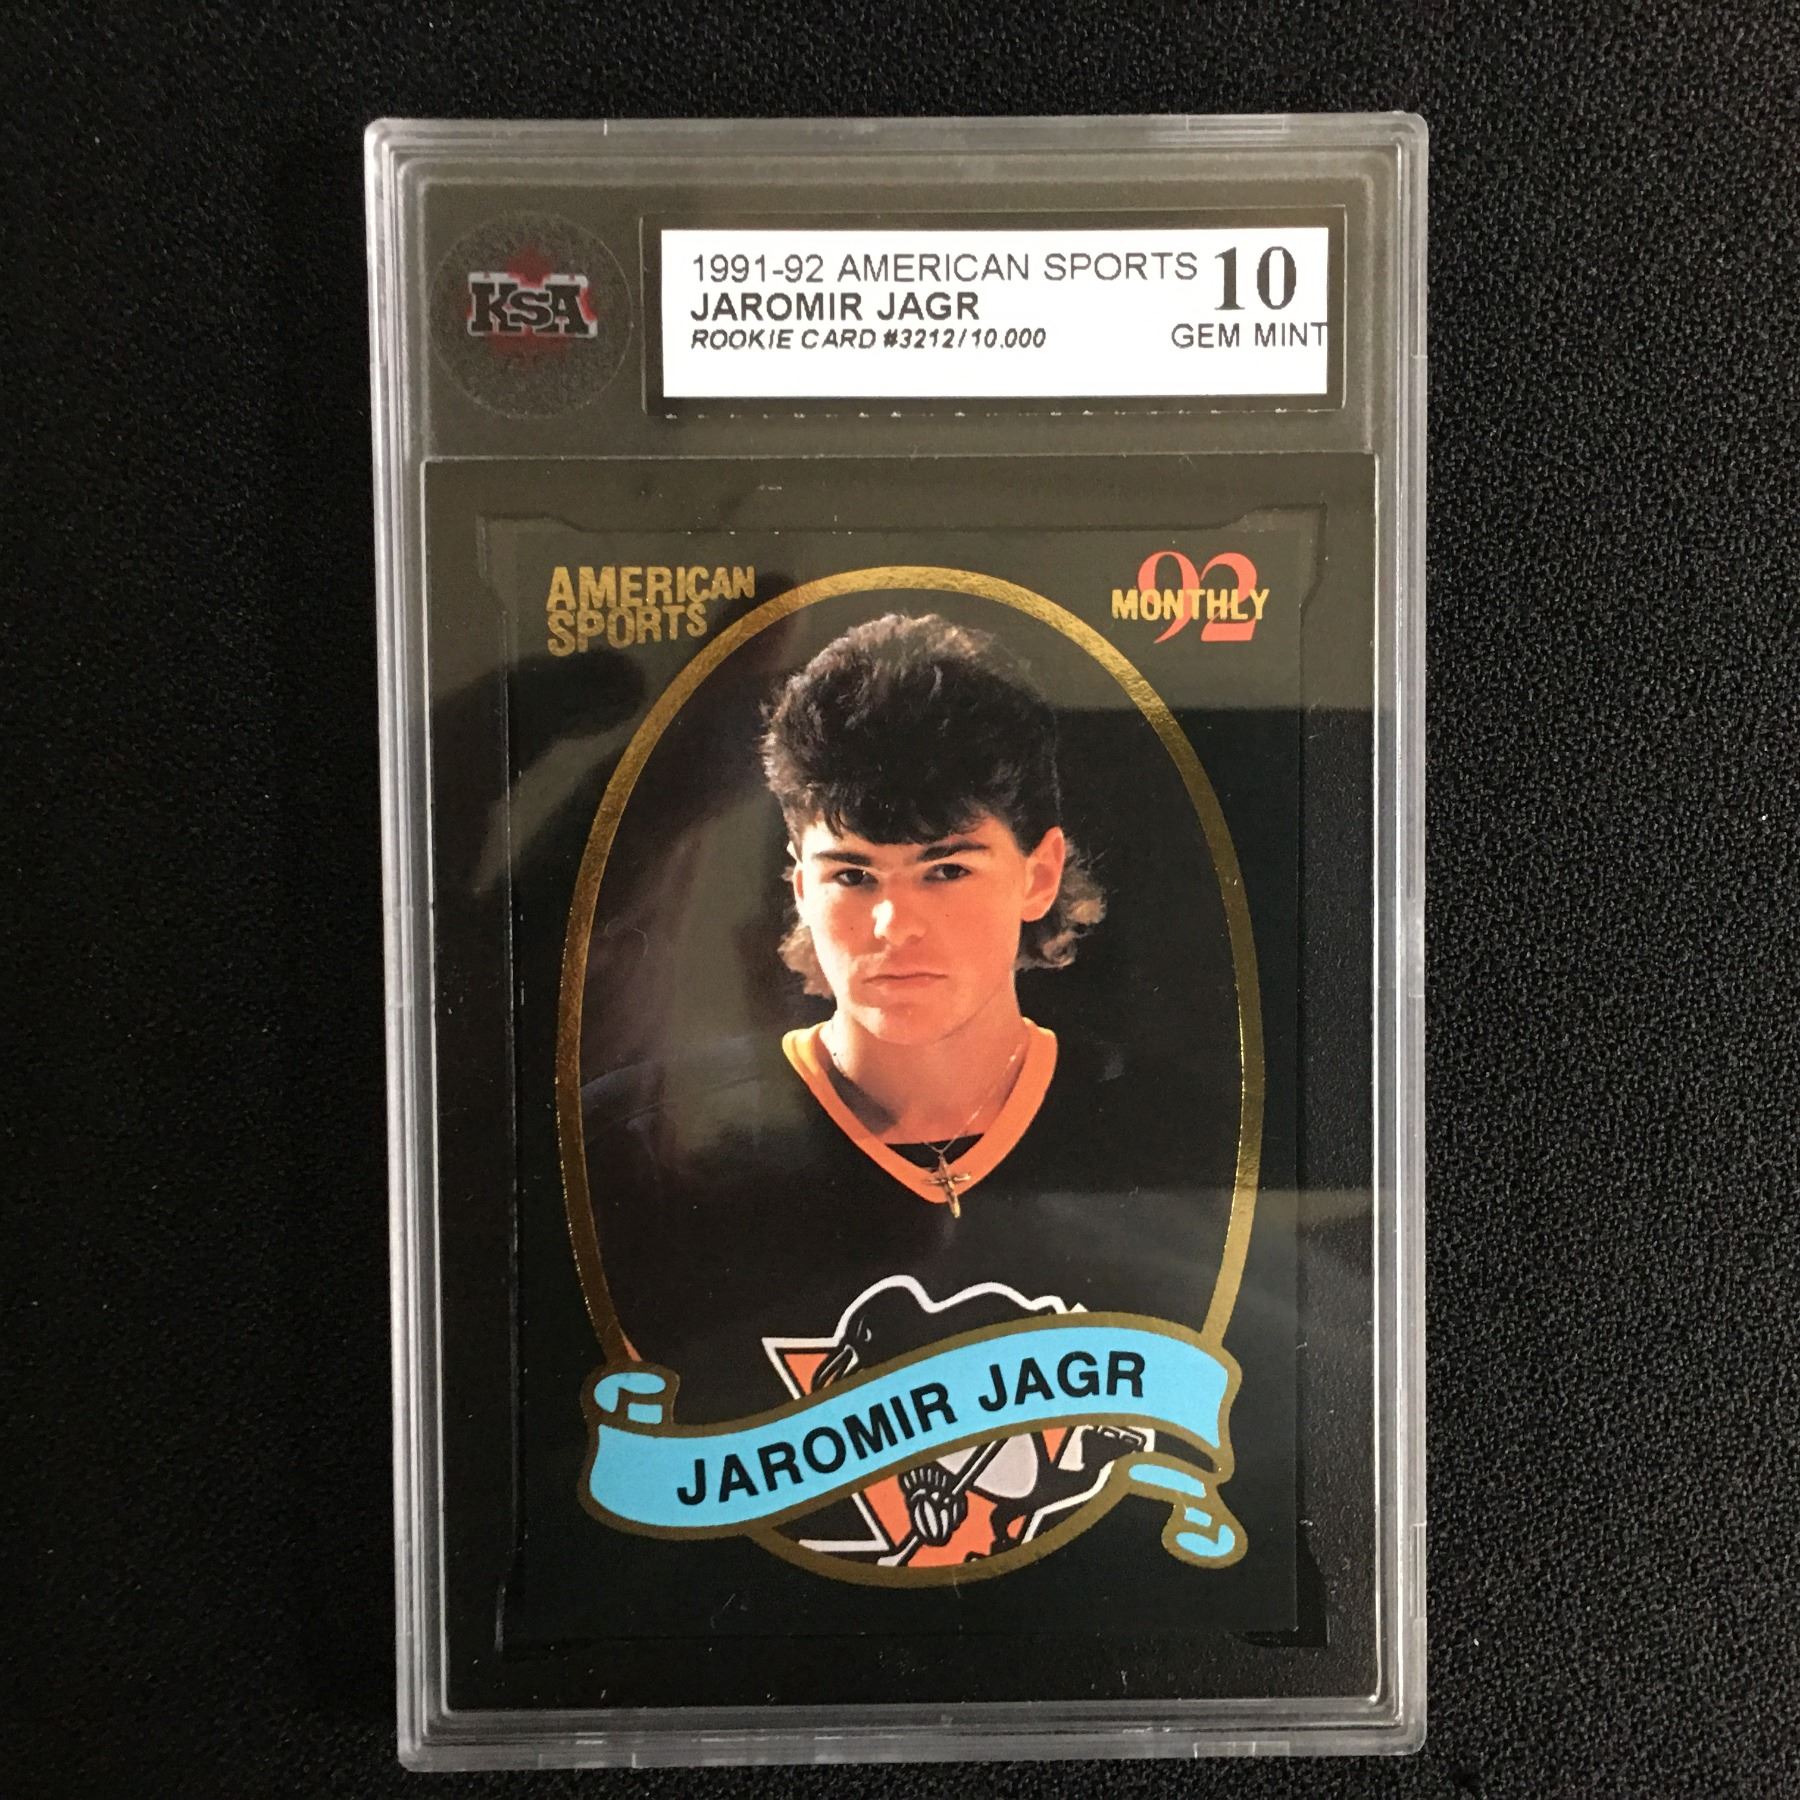 KSA
1991-92 AMERICAN SPORTS 10
JAROMIR JAGR
ROOKIE CARD #3212/10.000 GEM MINT
AMERICAN
SPORTS
92
MONTHLY
JAROMIR JAGR